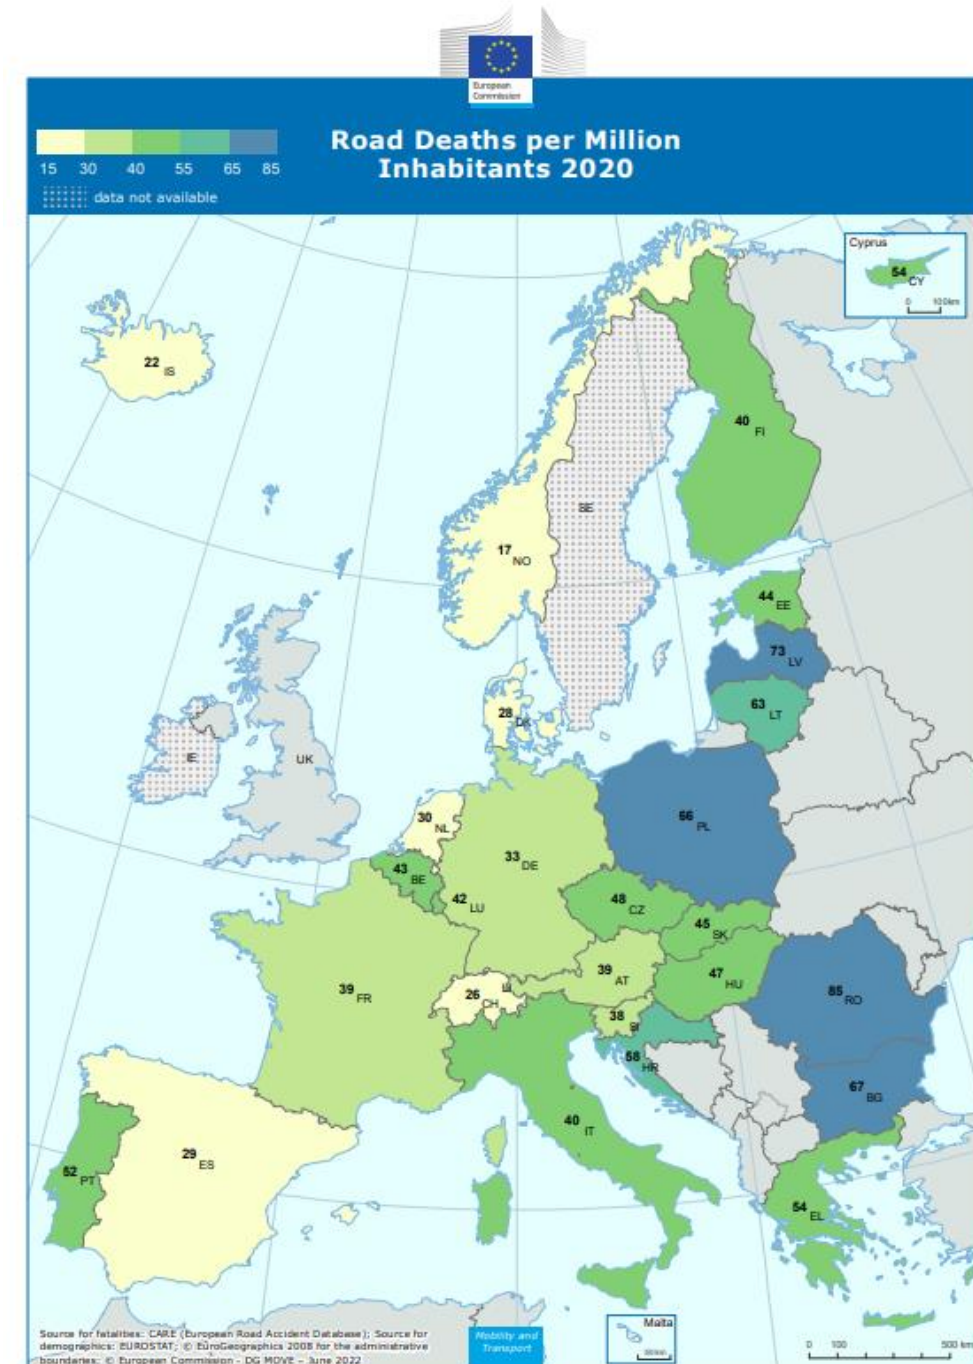 European
Commission
Road Deaths per Million
Inhabitants 2020
15 30 40 55 65 85
data not available
Cyprus
54 CY
0 100km
22 IS
40 FI
SE
17 NO
44 EE
73 LV
63 LT
28 DK
IE
UK
30 NL
66 PL
33 DE
43 BE
42 LU
48 CZ
45 SK
39 AT
47 HU
39 FR
26 CH
LI
85 RO
38 SI
58 HR
67 BG
40 IT
29 ES
52 PT
54 EL
Source for fatalities: CARE (European Road Accident Database); Source for
demographics: EUROSTAT; © EuroGeographics 2008 for the administrative
boundaries; © European Commission - DG MOVE - June 2022
Mobility and
Transport
Malta
0 100 500 km